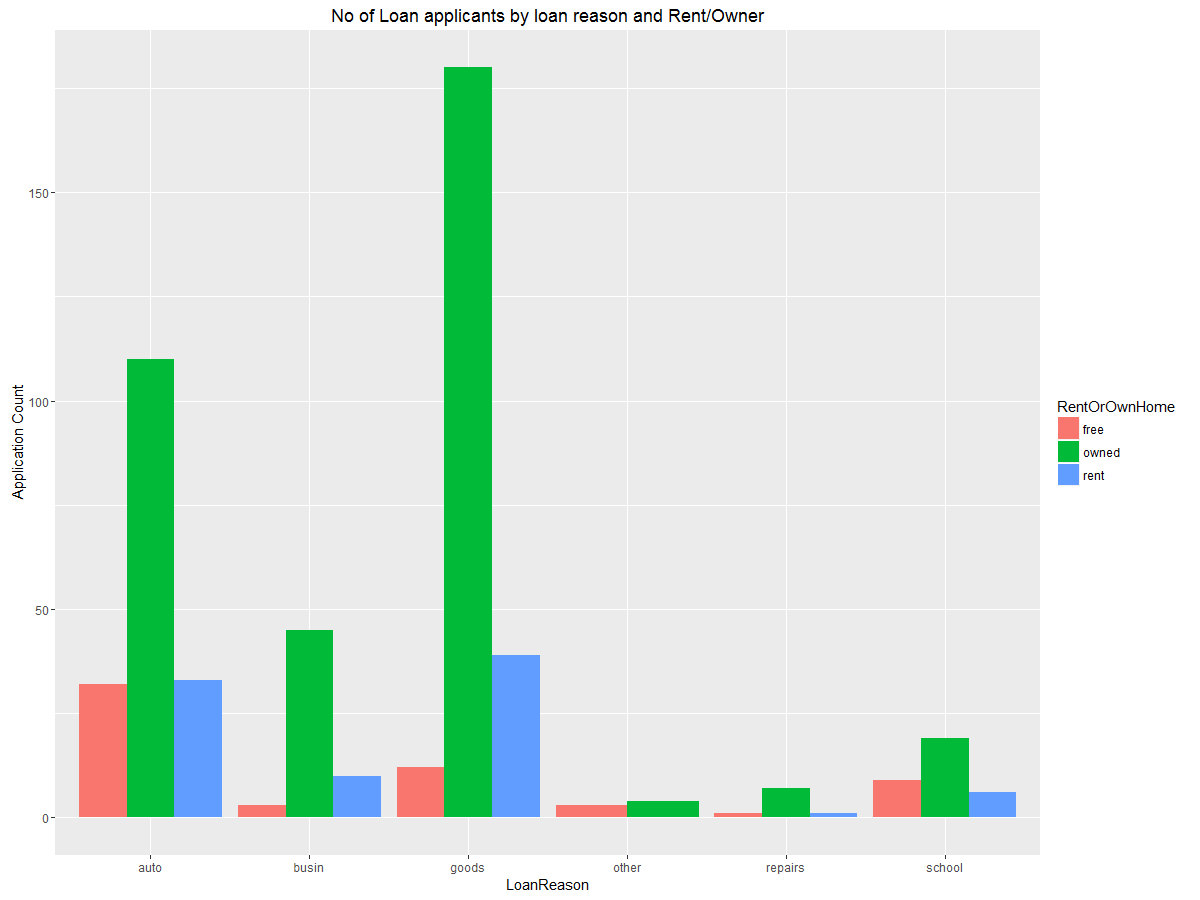 No of Loan applicants by loan reason and Rent/Owner
Application Count
150
100
50
0
auto busin goods other repairs school
LoanReason
RentOrOwnHome
free
owned
rent